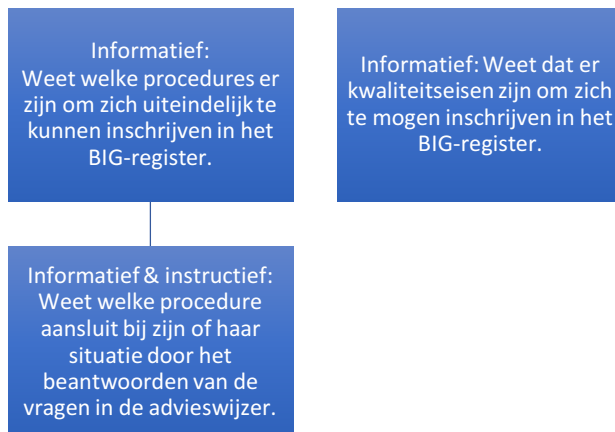 Informatief:
Weet welke procedures er
zijn om zich uiteindelijk te
kunnen inschrijven in het
BIG-register.
Informatief: Weet dat er
kwaliteitseisen zijn om zich
te mogen inschrijven in het
BIG-register.
Informatief & instructief:
Weet welke procedure
aansluit bij zijn of haar
situatie door het
beantwoorden van de
vragen in de advieswijzer.